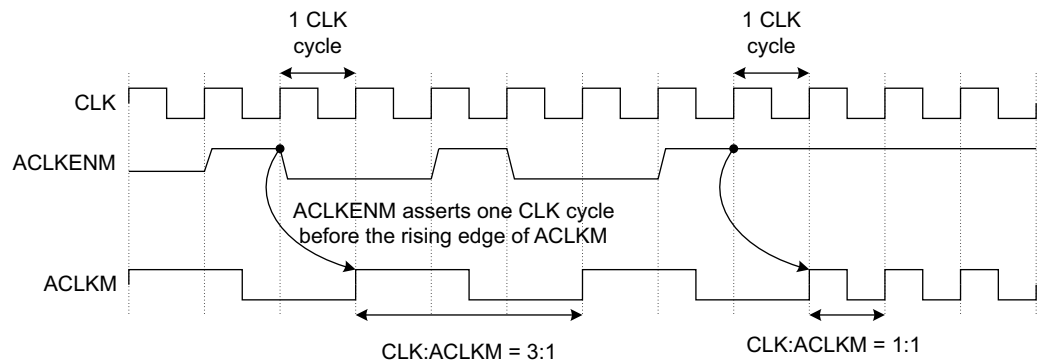 1 CLK
cycle
1 CLK
cycle
CLK
ACLKENM
ACLKENM asserts one CLK cycle
before the rising edge of ACLKM
ACLKM
CLK:ACLKM = 3:1
CLK:ACLKM = 1:1